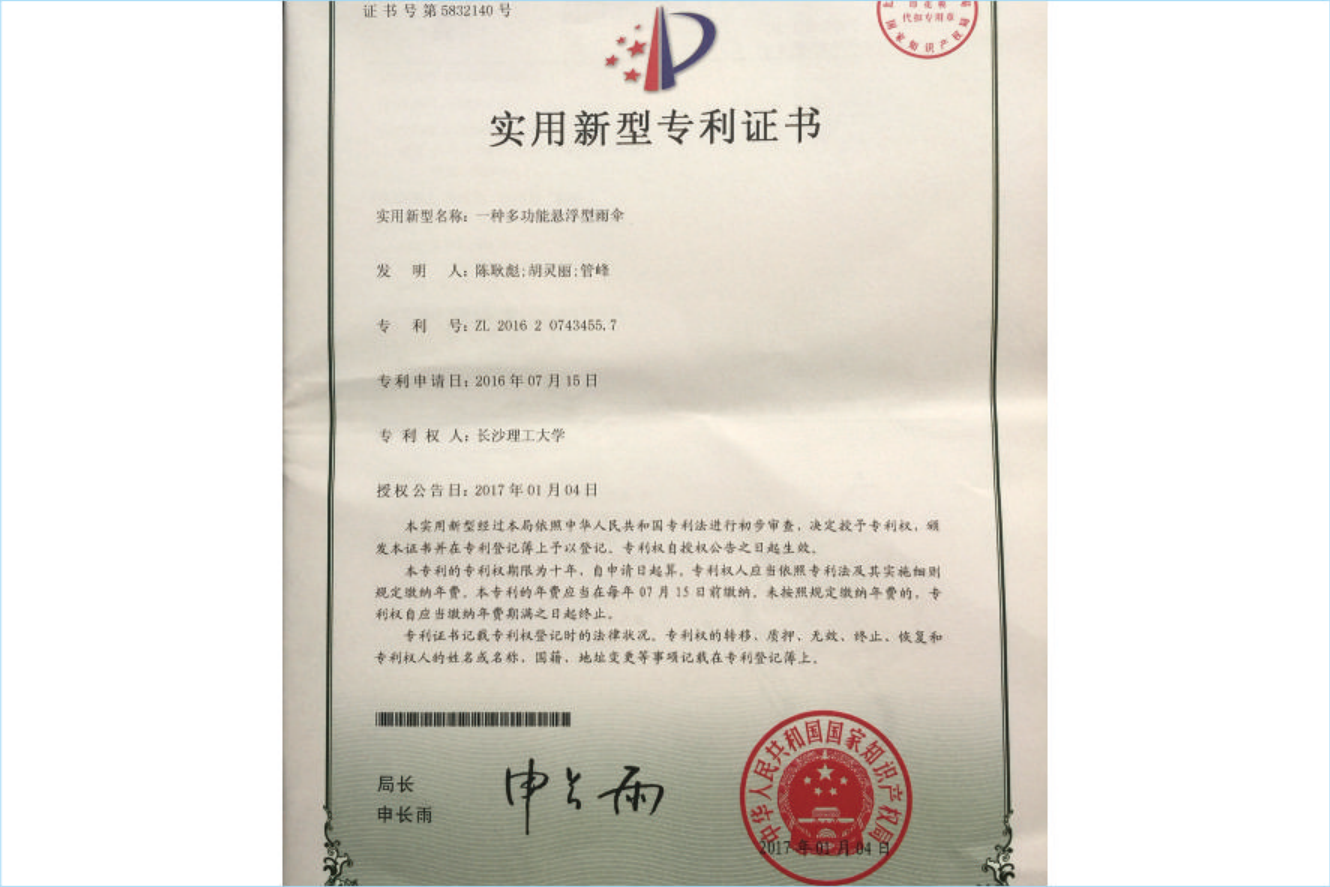 证书号第5832140号
代扣专用章
国家知识产权局
实用新型专利证书
实用新型名称：一种多功能悬浮型雨伞
发 明 人：陈耿彪;胡灵丽;管峰
专 利 号：ZL 2016 2 0743455.7
专利申请日：2016年07月15日
专 利 权 人：长沙理工大学
授权公告日：2017年01月04日
本实用新型经过本局依照中华人民共和国专利法进行初步审查，决定授予专利权，颁
发本证书并在专利登记簿上予以登记。专利权自授权公告之日起生效。
本专利的专利权期限为十年，自申请日起算。专利权人应当依照专利法及其实施细则
规定缴纳年费。本专利的年费应当在每年07月15日前缴纳。未按照规定缴纳年费的，专
利权自应当缴纳年费期满之日起终止。
专利证书记载专利权登记时的法律状况。专利权的转移、质押、无效、终止、恢复和
专利权人的姓名或名称、国籍、地址变更等事项记载在专利登记簿上。
局长
申长雨
申长雨
中华人民共和国国家知识产权局
2017年01月04日